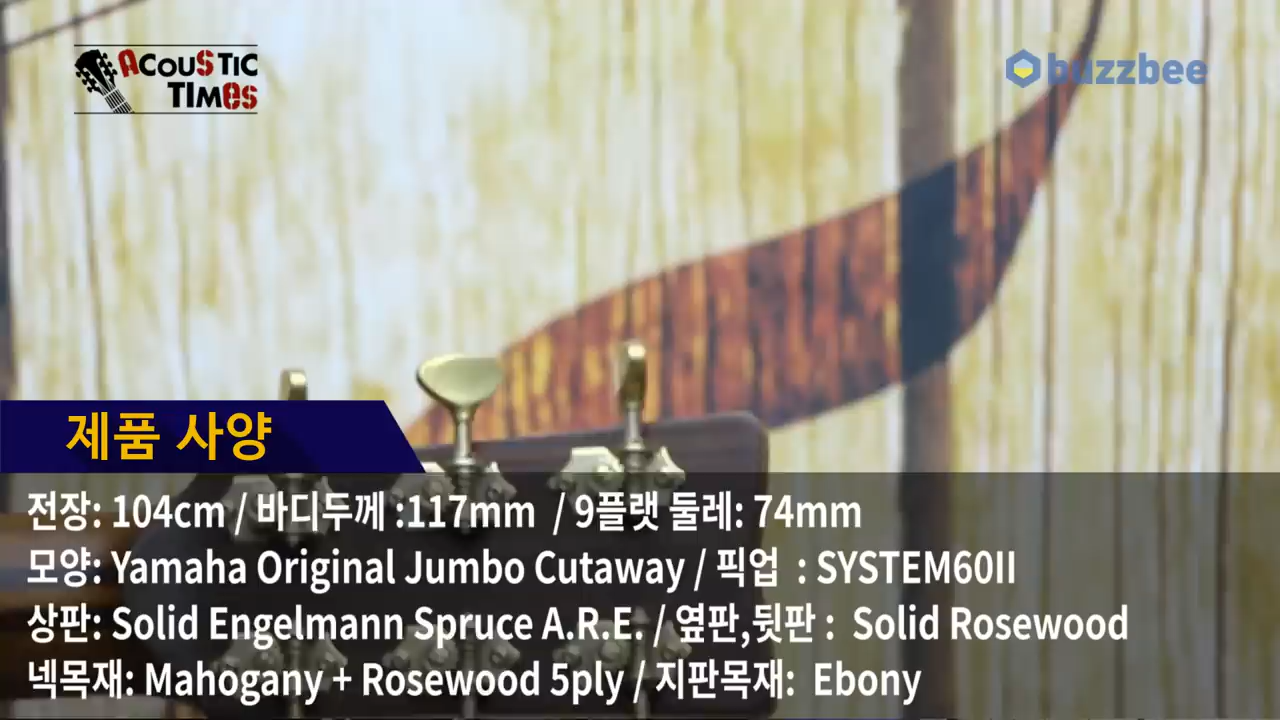 ACOUSTIC
TIMES
buzzbee
제품 사양
전장: 104cm / 바디두께 :117mm / 9플랫 둘레: 74mm
모양: Yamaha Original Jumbo Cutaway / 픽업 : SYSTEM60II
상판: Solid Engelmann Spruce A.R.E. / 옆판,뒷판 : Solid Rosewood
넥목재: Mahogany + Rosewood 5ply / 지판목재: Ebony